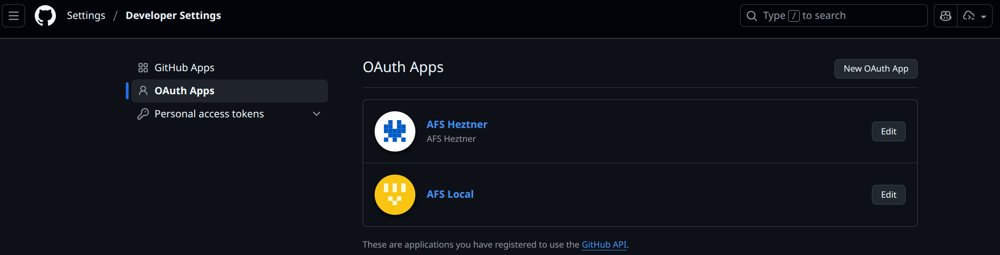 Settings / Developer Settings
Type / to search
GitHub Apps
OAuth Apps
Personal access tokens
OAuth Apps
New OAuth App
AFS Heztner
AFS Heztner
Edit
AFS Local
Edit
These are applications you have registered to use the GitHub API.